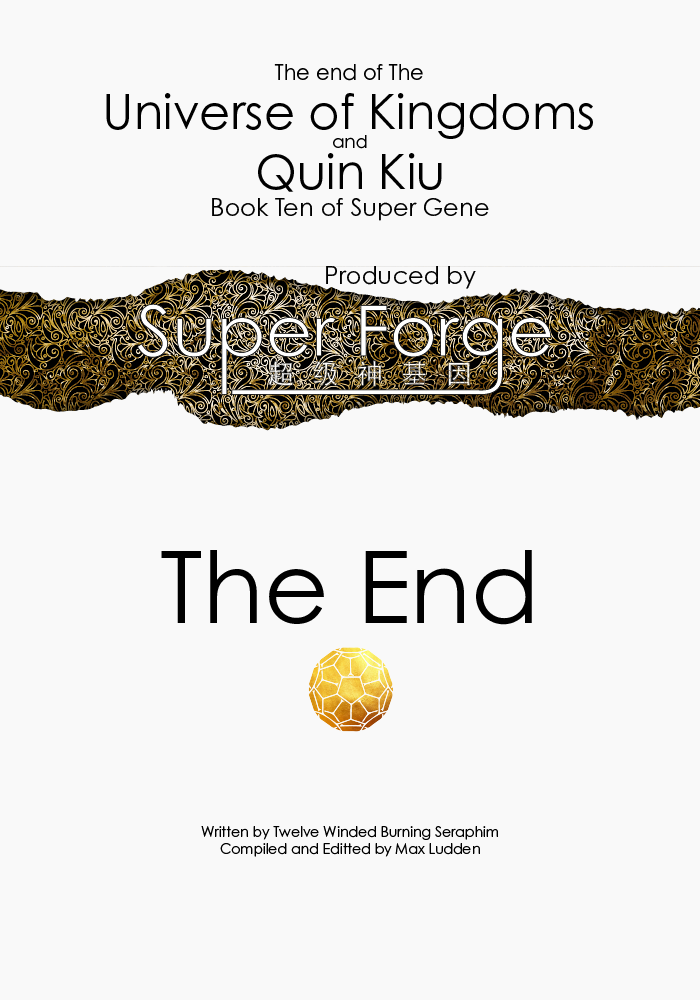 The end of The
Universe of Kingdoms
and
Quin Kiu
Book Ten of Super Gene
Produced by
Super Forge
超级神基因
The End
Written by Twelve Winded Burning Seraphim
Compiled and Editted by Max Ludden